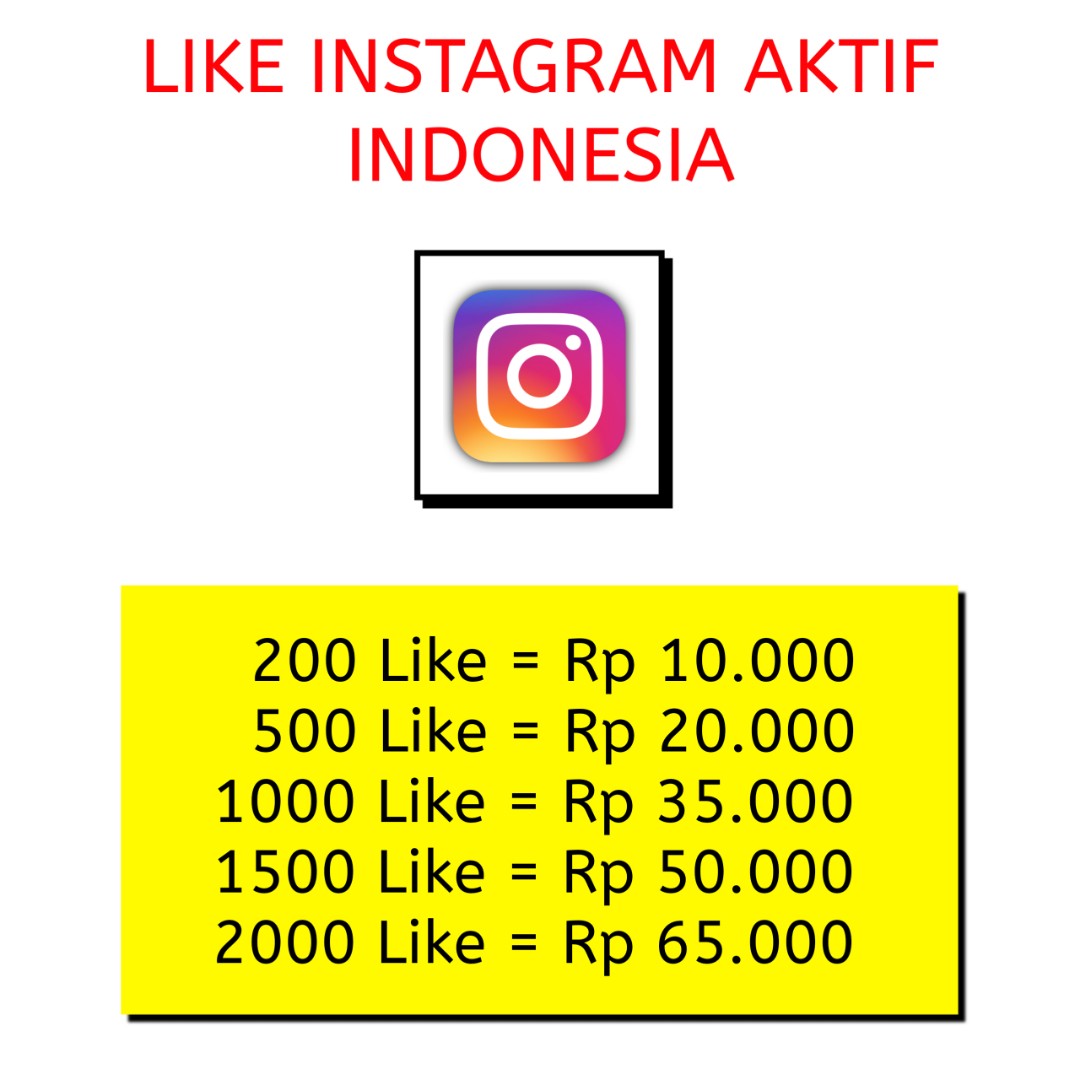 LIKE INSTAGRAM AKTIF
INDONESIA
200 Like = Rp 10.000
500 Like = Rp 20.000
1000 Like = Rp 35.000
1500 Like = Rp 50.000
2000 Like = Rp 65.000